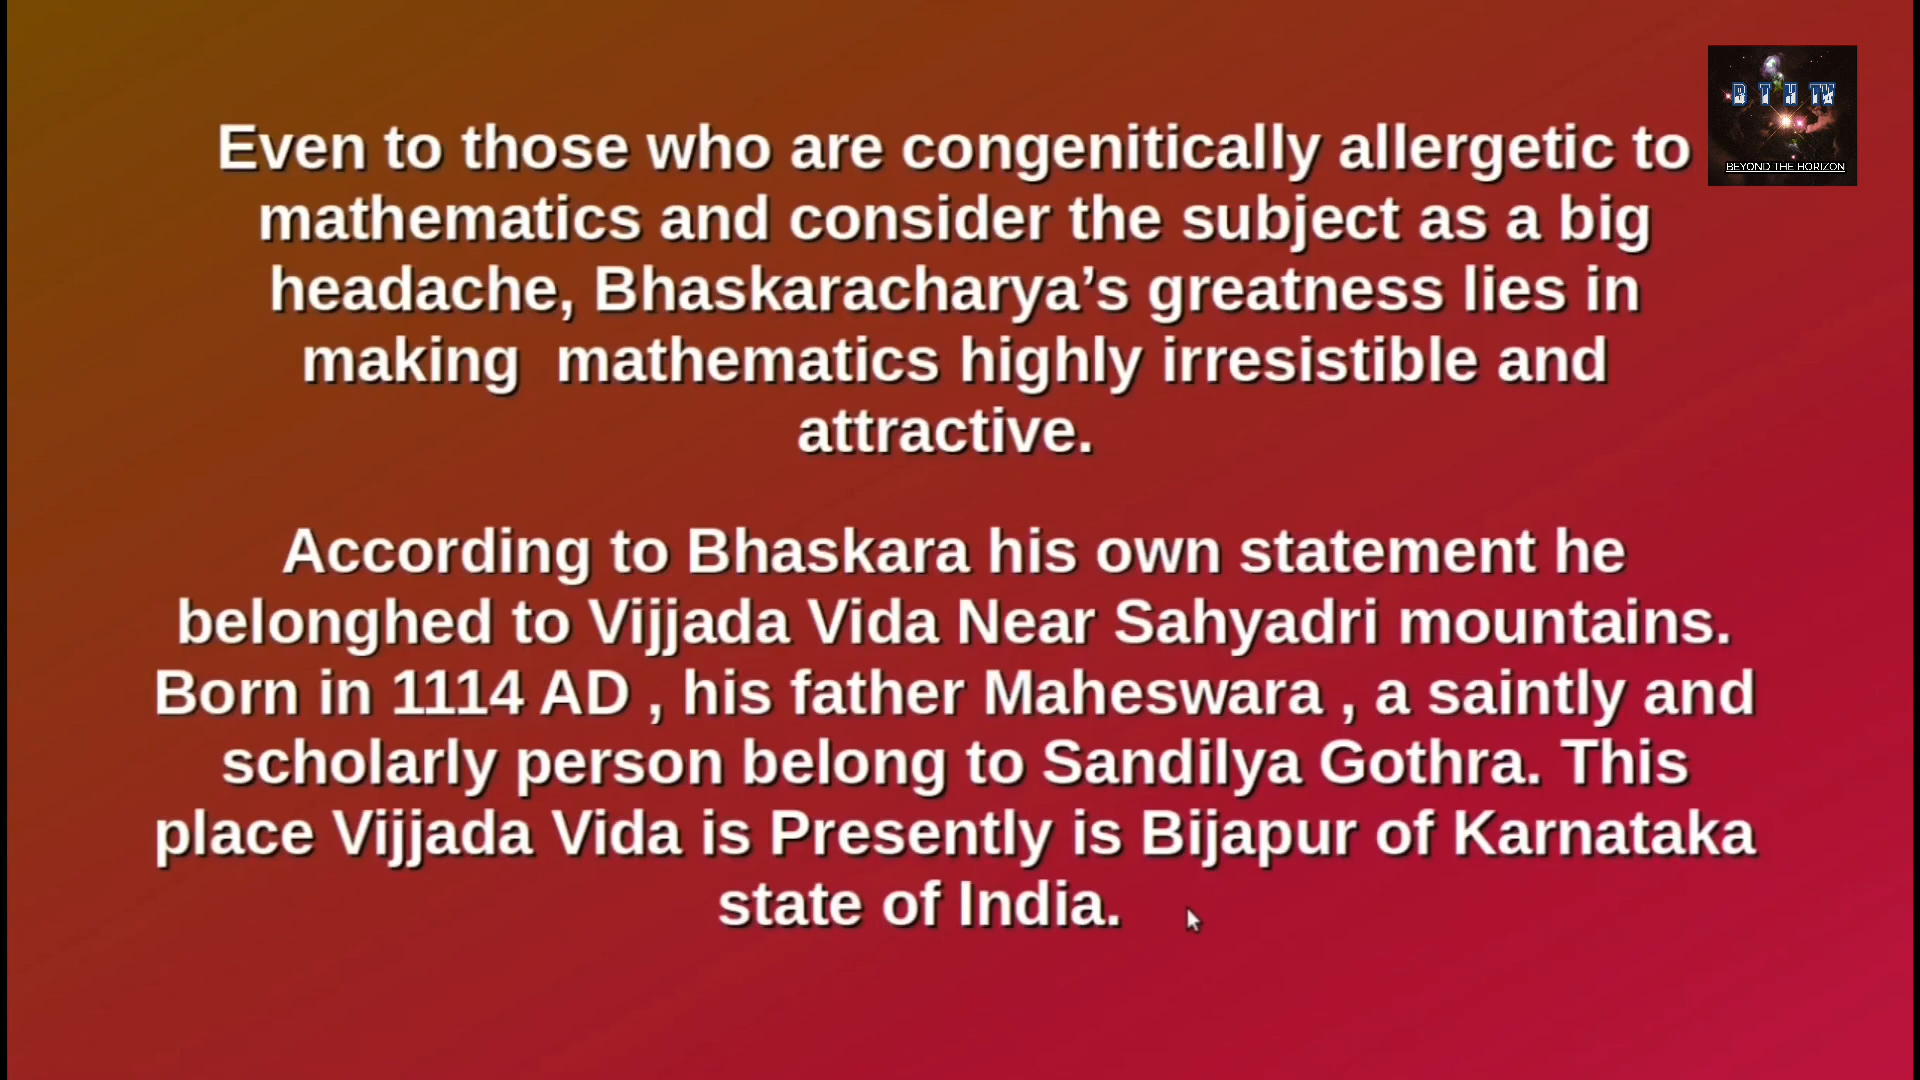 B T H TV
BEYOND THE HORIZON
Even to those who are congenitically allergetic to
mathematics and consider the subject as a big
headache, Bhaskaracharya’s greatness lies in
making  mathematics highly irresistible and
attractive.
According to Bhaskara his own statement he
belonghed to Vijjada Vida Near Sahyadri mountains.
Born in 1114 AD , his father Maheswara , a saintly and
scholarly person belong to Sandilya Gothra. This
place Vijjada Vida is Presently is Bijapur of Karnataka
state of India.